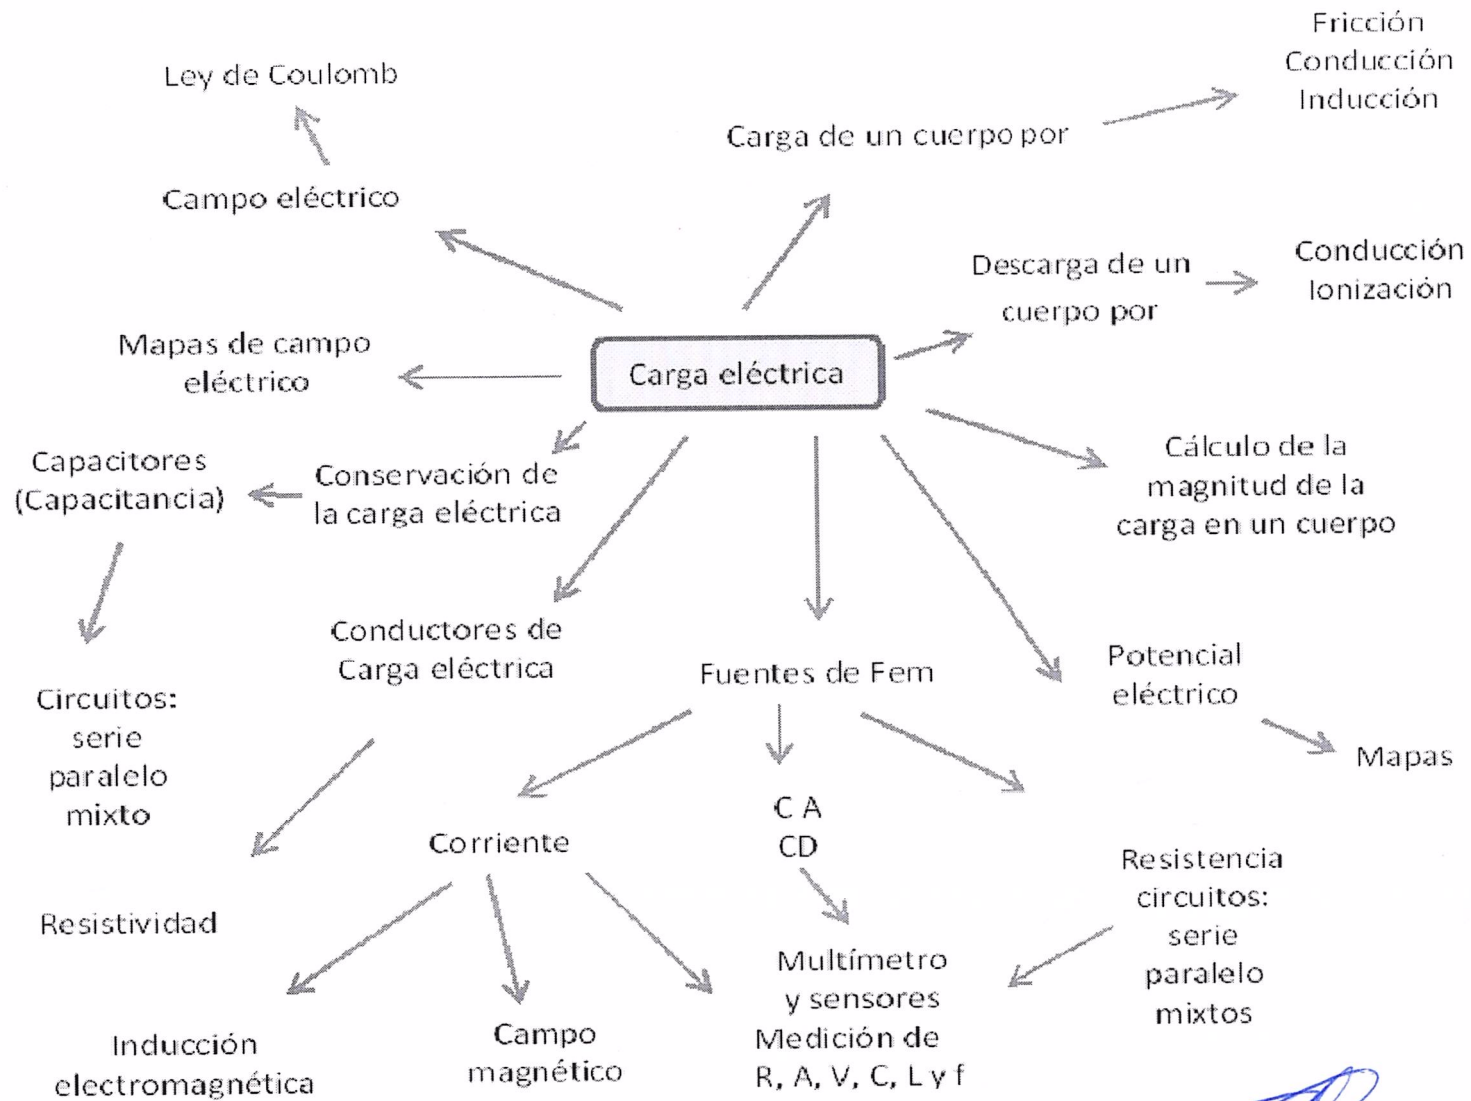 Fricción
Conducción
Inducción
Ley de Coulomb
Carga de un cuerpo por
Campo eléctrico
Descarga de un
cuerpo por
Conducción
Ionización
Mapas de campo
eléctrico
Carga eléctrica
Capacitores
(Capacitancia)
Conservación de
la carga eléctrica
Cálculo de la
magnitud de la
carga en un cuerpo
Conductores de
Carga eléctrica
Fuentes de Fem
Potencial
eléctrico
Circuitos:
serie
paralelo
mixto
Mapas
Corriente
C A
CD
Resistencia
circuitos:
serie
paralelo
mixtos
Resistividad
Multímetro
y sensores
Medición de
R, A, V, C, L y f
Inducción
electromagnética
Campo
magnético